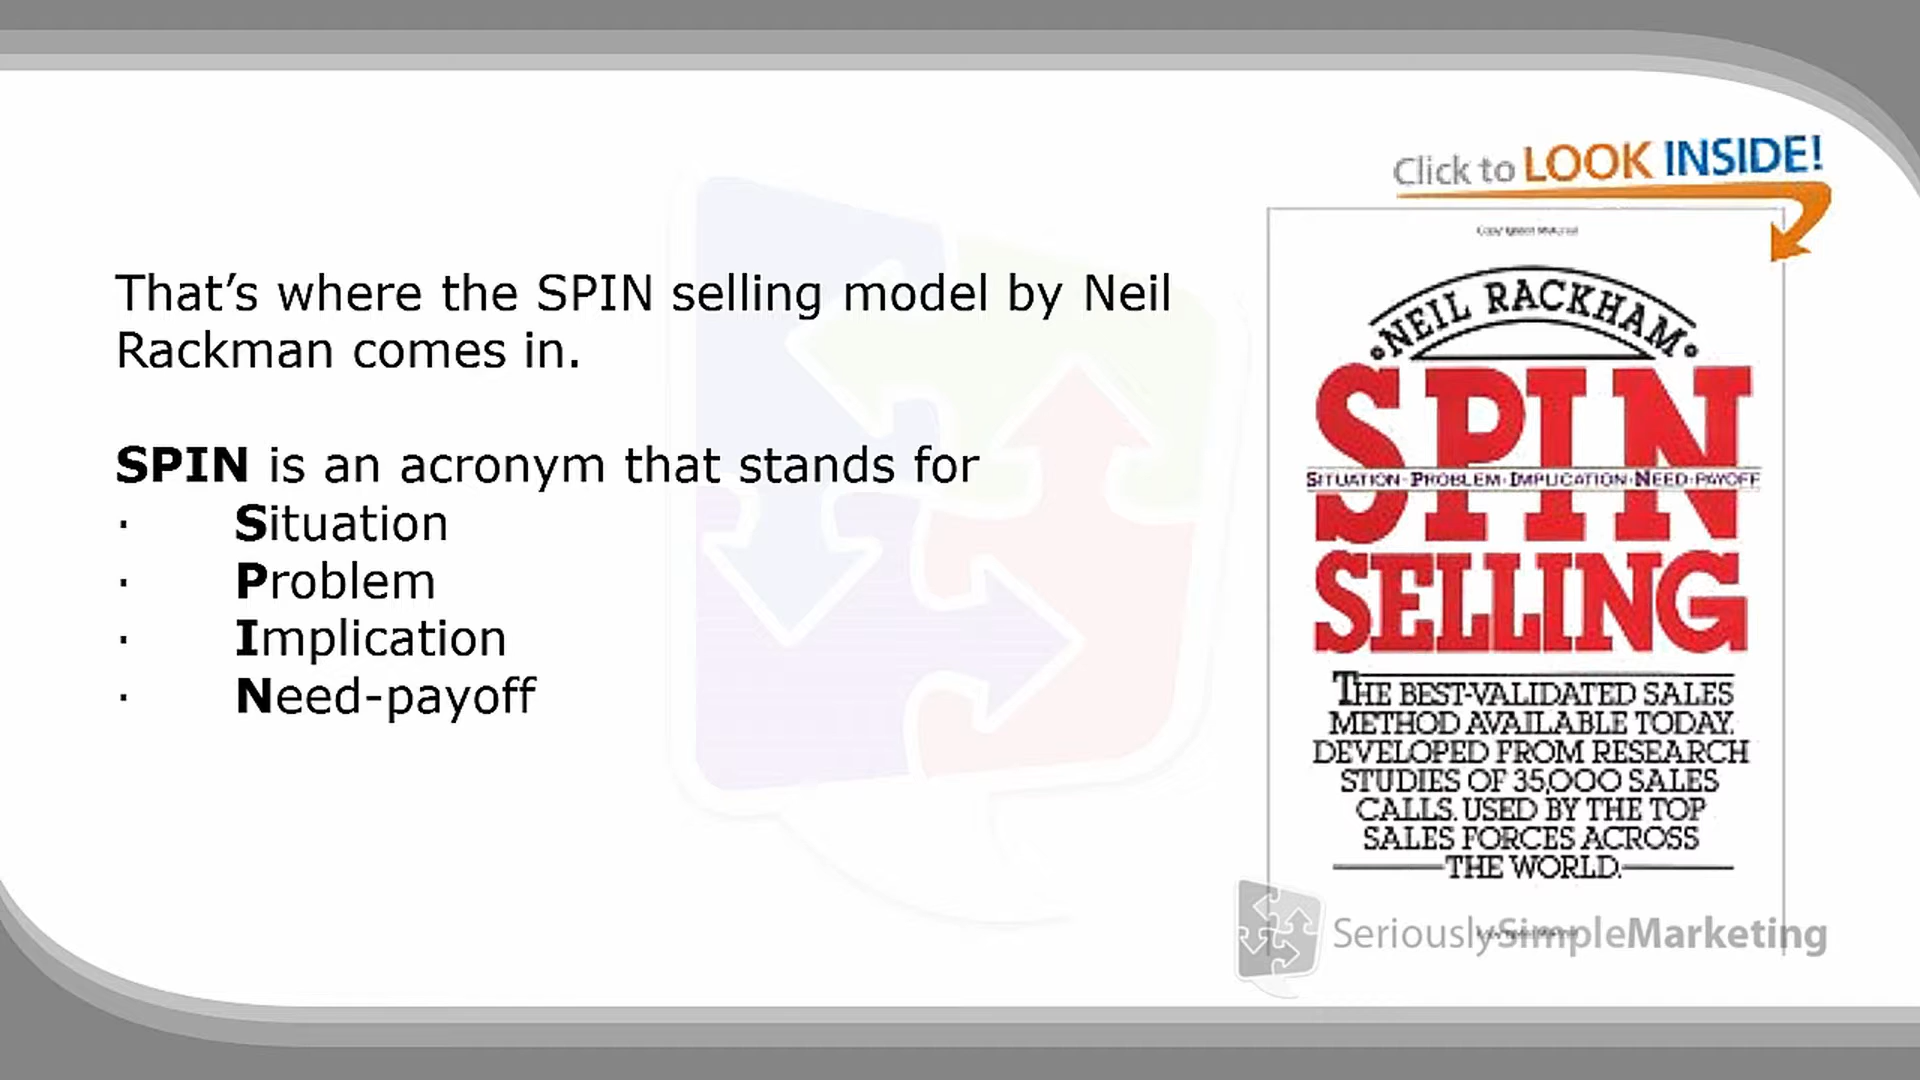 Click to LOOK INSIDE!
That’s where the SPIN selling model by Neil
Rackman comes in.
SPIN is an acronym that stands for
· Situation
· Problem
· Implication
· Need-payoff
•NEIL RACKHAM•
SPIN
SITUATION·PROBLEM·IMPLICATION·NEED-PAYOFF
SELLING
THE BEST-VALIDATED SALES
METHOD AVAILABLE TODAY.
DEVELOPED FROM RESEARCH
STUDIES OF 35,000 SALES
CALLS. USED BY THE TOP
SALES FORCES ACROSS
THE WORLD.
SeriouslySimpleMarketing